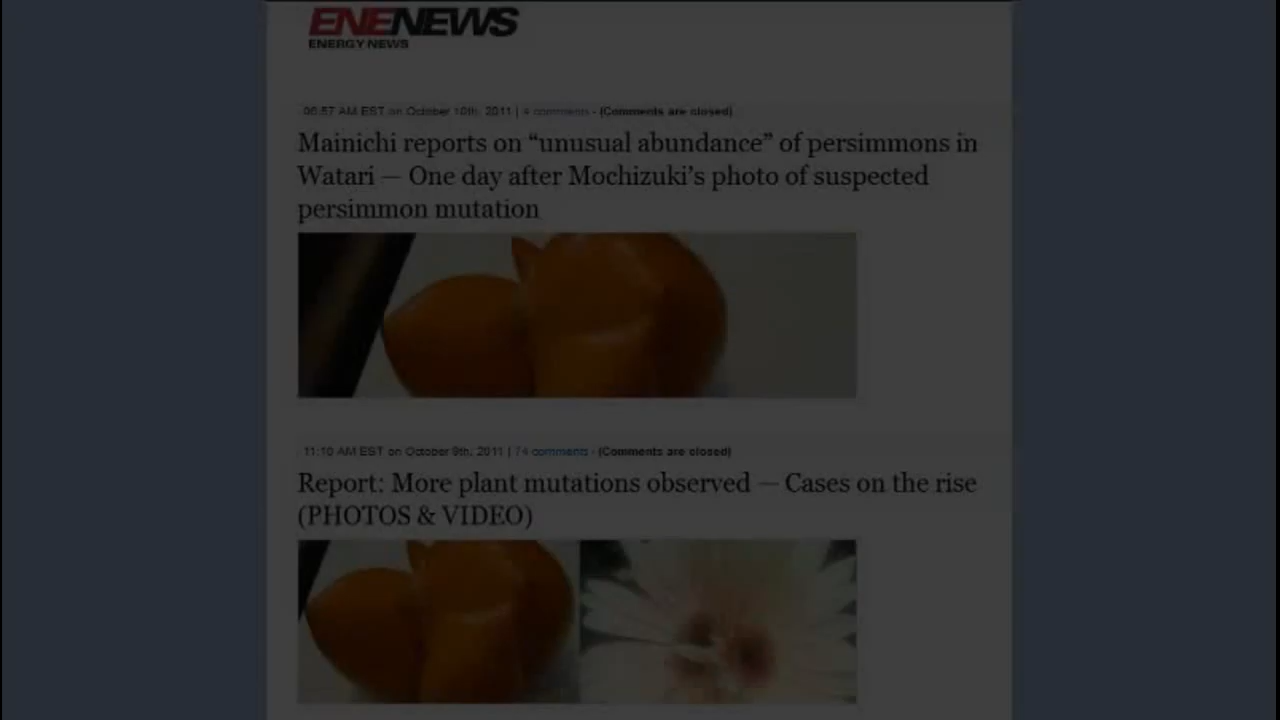 ENENEWS
ENERGY NEWS
06:57 AM EST on October 10th, 2011 | 9 comments - (Comments are closed)
Mainichi reports on “unusual abundance” of persimmons in
Watari — One day after Mochizuki’s photo of suspected
persimmon mutation
11:10 AM EST on October 9th, 2011 | 74 comments - (Comments are closed)
Report: More plant mutations observed — Cases on the rise
(PHOTOS & VIDEO)